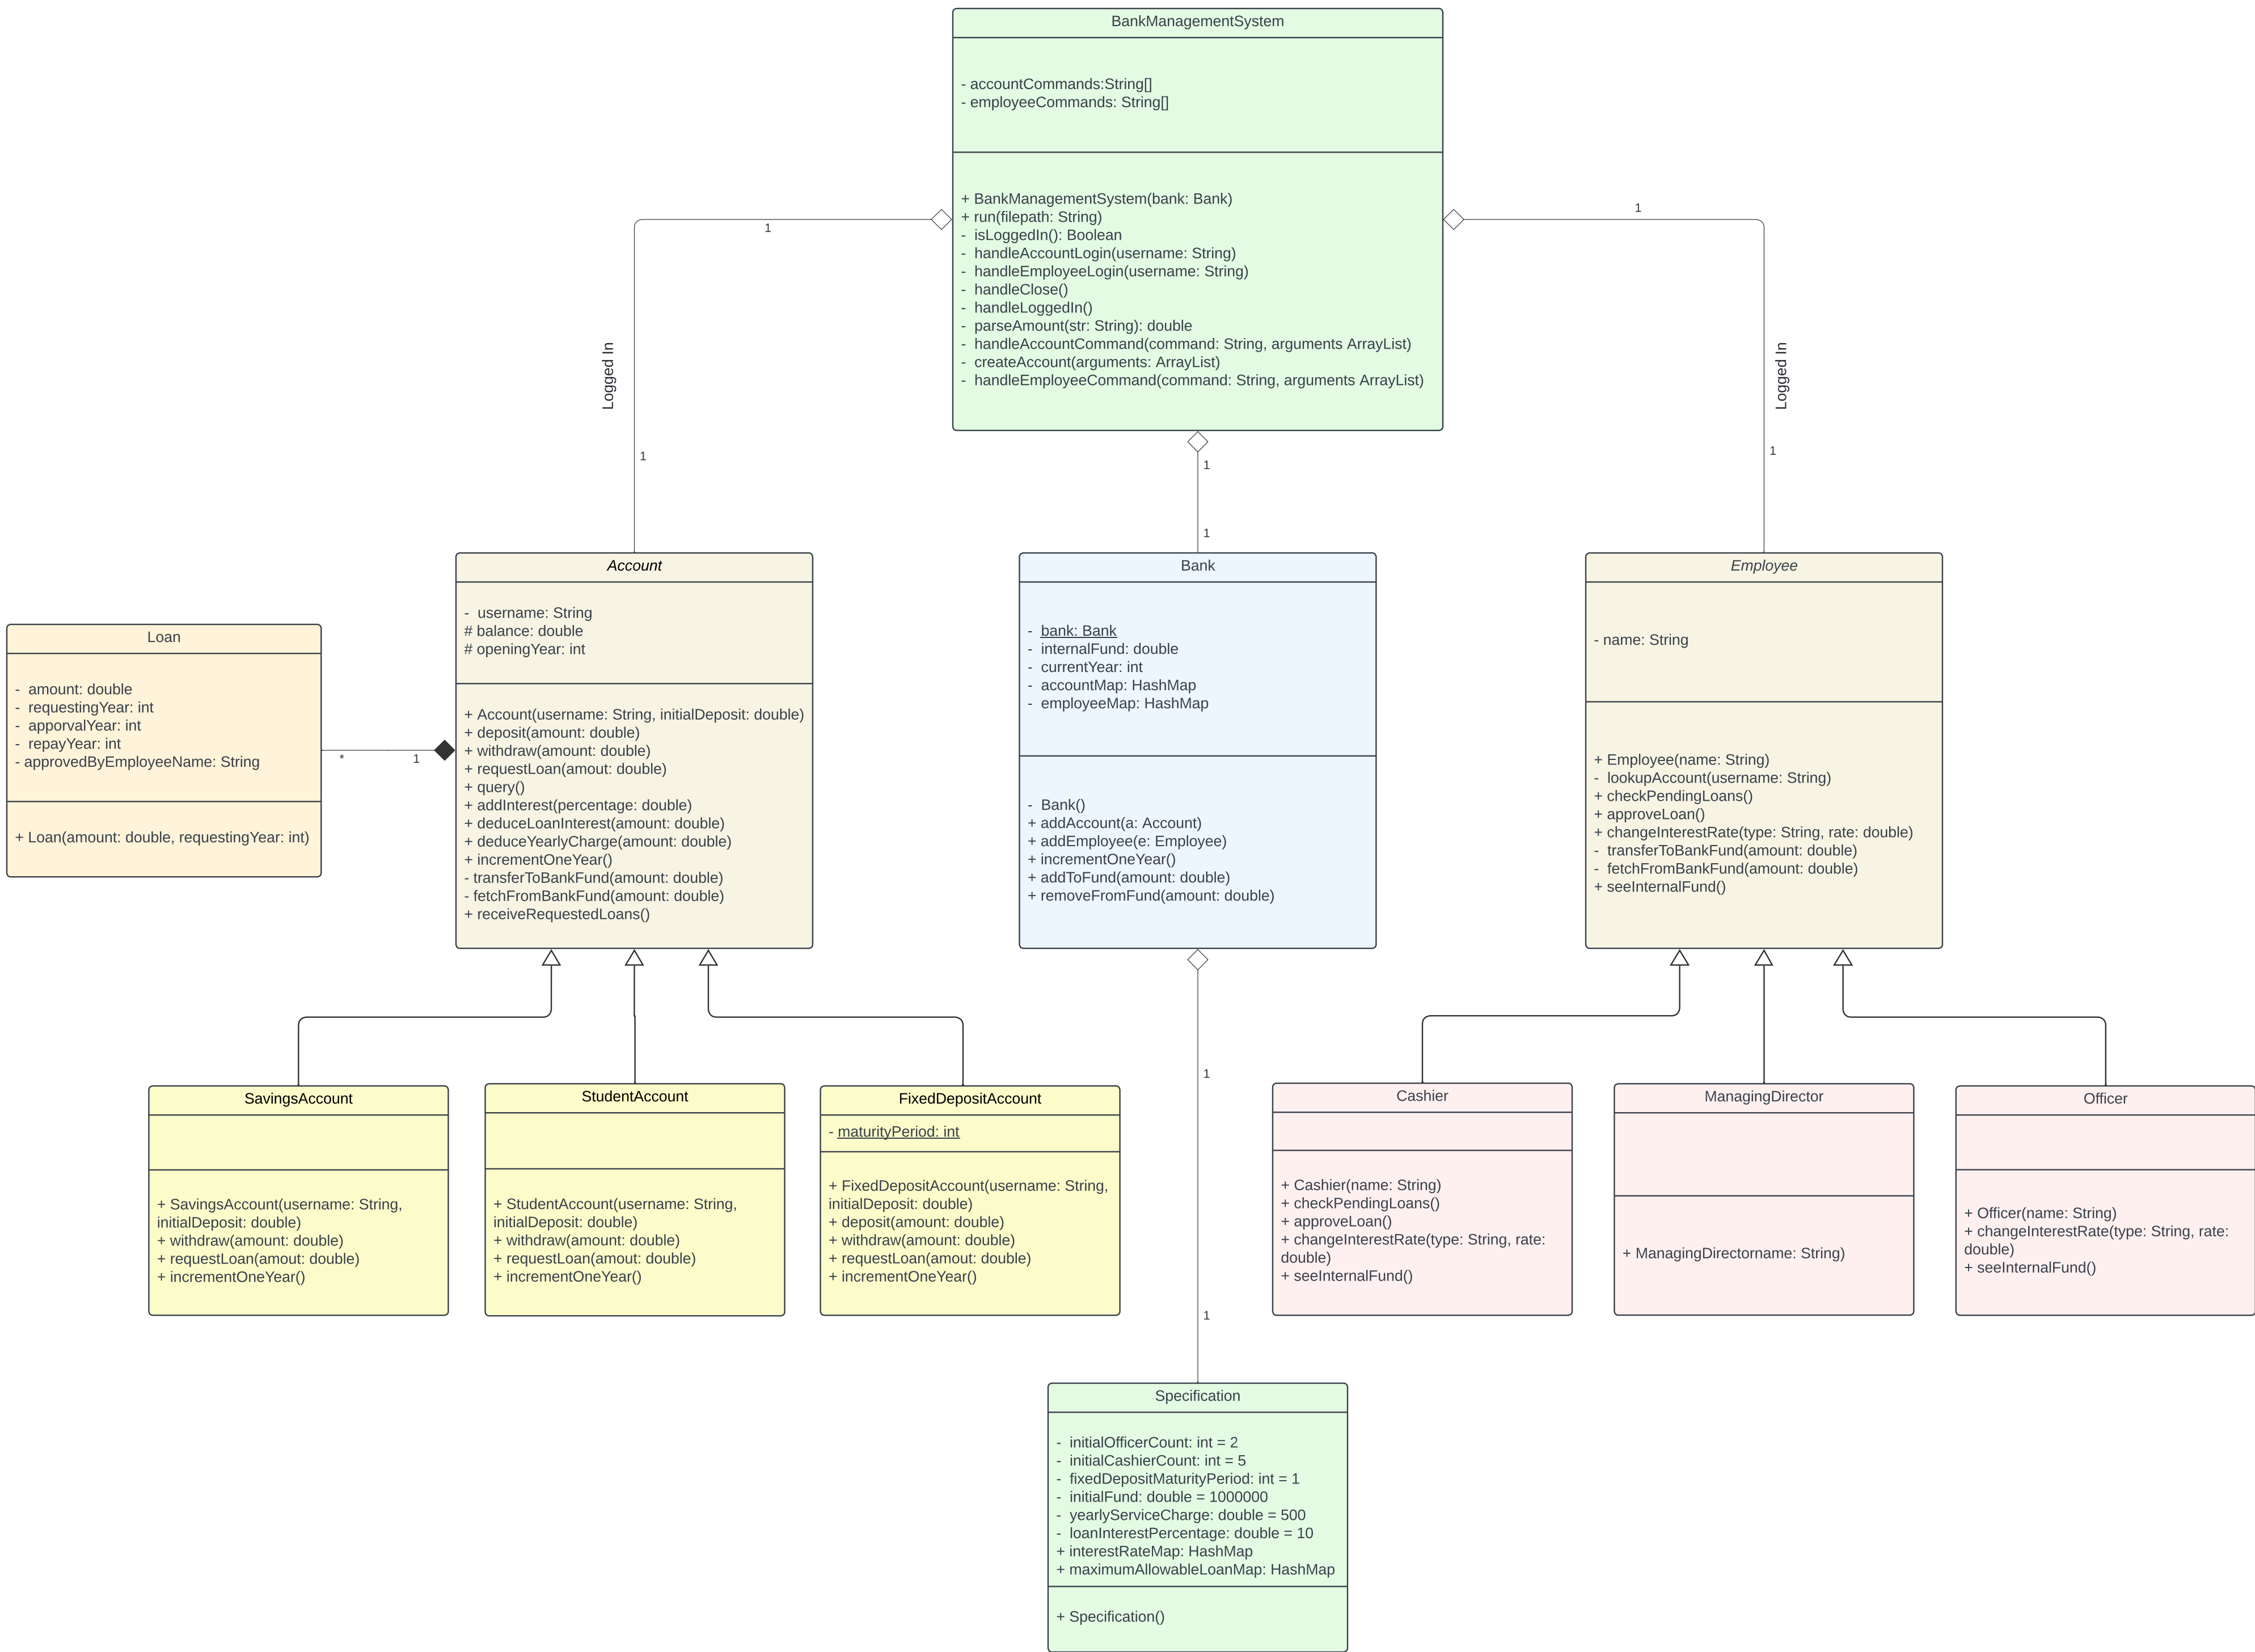 BankManagementSystem
- accountCommands:String[]
- employeeCommands: String[]
+ BankManagementSystem(bank: Bank)
+ run(filepath: String)
- isLoggedIn(): Boolean
- handleAccountLogin(username: String)
- handleEmployeeLogin(username: String)
- handleClose()
- handleLoggedIn()
- parseAmount(str: String): double
- handleAccountCommand(command: String, arguments ArrayList)
- createAccount(arguments: ArrayList)
- handleEmployeeCommand(command: String, arguments ArrayList)
1
Logged In
1
1
1
1
Logged In
1
Loan
- amount: double
- requestingYear: int
- apporvalYear: int
- repayYear: int
- approvedByEmployeeName: String
+ Loan(amount: double, requestingYear: int)
*
1
Account
- username: String
# balance: double
# openingYear: int
+ Account(username: String, initialDeposit: double)
+ deposit(amount: double)
+ withdraw(amount: double)
+ requestLoan(amout: double)
+ query()
+ addInterest(percentage: double)
+ deduceLoanInterest(amount: double)
+ deduceYearlyCharge(amount: double)
+ incrementOneYear()
- transferToBankFund(amount: double)
- fetchFromBankFund(amount: double)
+ receiveRequestedLoans()
Bank
- bank: Bank
- internalFund: double
- currentYear: int
- accountMap: HashMap
- employeeMap: HashMap
- Bank()
+ addAccount(a: Account)
+ addEmployee(e: Employee)
+ incrementOneYear()
+ addToFund(amount: double)
+ removeFromFund(amount: double)
Employee
- name: String
+ Employee(name: String)
- lookupAccount(username: String)
+ checkPendingLoans()
+ approveLoan()
+ changeInterestRate(type: String, rate: double)
- transferToBankFund(amount: double)
- fetchFromBankFund(amount: double)
+ seeInternalFund()
SavingsAccount
+ SavingsAccount(username: String,
initialDeposit: double)
+ withdraw(amount: double)
+ requestLoan(amout: double)
+ incrementOneYear()
StudentAccount
+ StudentAccount(username: String,
initialDeposit: double)
+ withdraw(amount: double)
+ requestLoan(amout: double)
+ incrementOneYear()
FixedDepositAccount
- maturityPeriod: int
+ FixedDepositAccount(username: String,
initialDeposit: double)
+ deposit(amount: double)
+ withdraw(amount: double)
+ requestLoan(amout: double)
+ incrementOneYear()
1
1
Cashier
+ Cashier(name: String)
+ checkPendingLoans()
+ approveLoan()
+ changeInterestRate(type: String, rate:
double)
+ seeInternalFund()
ManagingDirector
+ ManagingDirectorname: String)
Officer
+ Officer(name: String)
+ changeInterestRate(type: String, rate:
double)
+ seeInternalFund()
Specification
- initialOfficerCount: int = 2
- initialCashierCount: int = 5
- fixedDepositMaturityPeriod: int = 1
- initialFund: double = 1000000
- yearlyServiceCharge: double = 500
- loanInterestPercentage: double = 10
+ interestRateMap: HashMap
+ maximumAllowableLoanMap: HashMap
+ Specification()